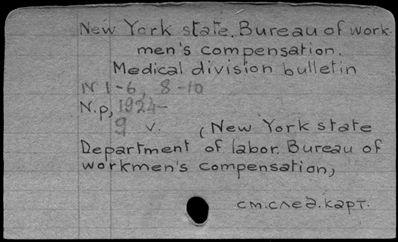 New York state. Bureau of work-
men's compensation.
Medical division bulletin
N 1-6, 8-10
N.p., 1924-
9 v. (New York state
Department of labor. Bureau of
workmen's compensation,
см.след.карт.